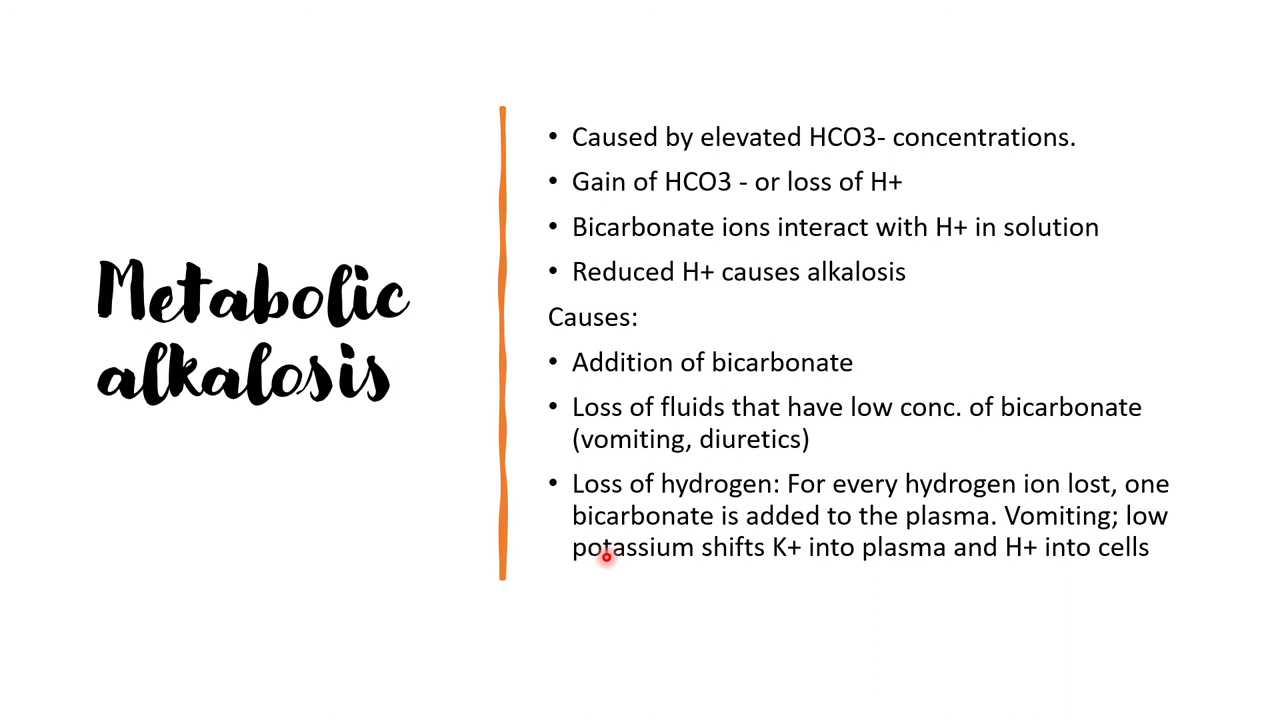 Metabolic
alkalosis
• Caused by elevated HCO3- concentrations.
• Gain of HCO3 - or loss of H+
• Bicarbonate ions interact with H+ in solution
• Reduced H+ causes alkalosis
Causes:
• Addition of bicarbonate
• Loss of fluids that have low conc. of bicarbonate
(vomiting, diuretics)
• Loss of hydrogen: For every hydrogen ion lost, one
bicarbonate is added to the plasma. Vomiting; low
potassium shifts K+ into plasma and H+ into cells